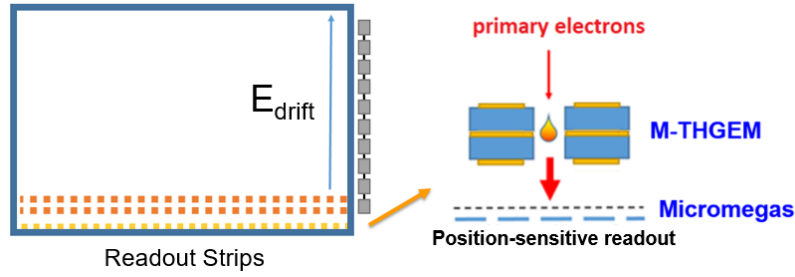 E_drift
Readout Strips
primary electrons
M-THGEM
Micromegas
Position-sensitive readout